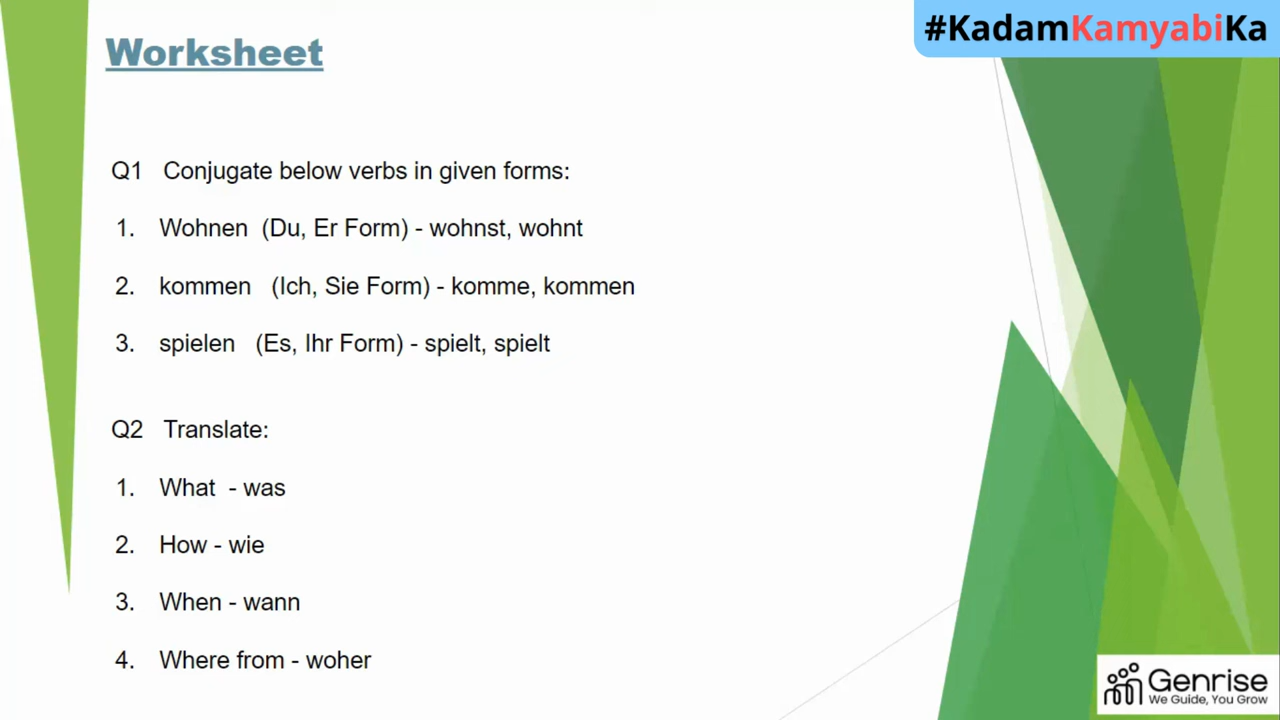 #KadamKamyabiKa
Worksheet
Q1 Conjugate below verbs in given forms:
1. Wohnen (Du, Er Form) - wohnst, wohnt
2. kommen (Ich, Sie Form) - komme, kommen
3. spielen (Es, Ihr Form) - spielt, spielt
Q2 Translate:
1. What - was
2. How - wie
3. When - wann
4. Where from - woher
Genrise
We Guide, You Grow